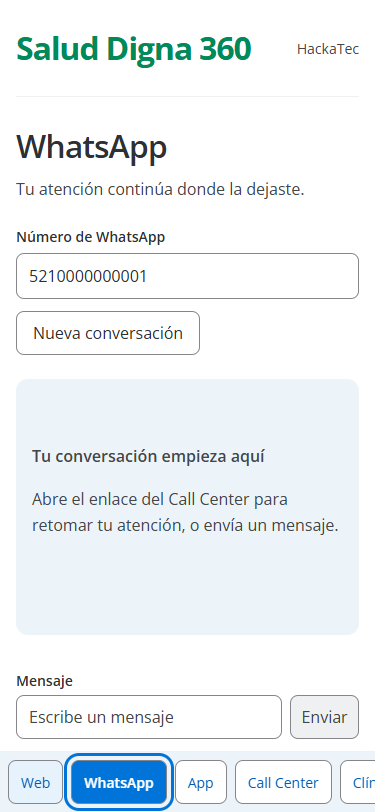 Salud Digna 360
HackaTec
WhatsApp
Tu atención continúa donde la dejaste.
Número de WhatsApp
5210000000001
Nueva conversación
Tu conversación empieza aquí
Abre el enlace del Call Center para
retomar tu atención, o envía un mensaje.
Mensaje
Escribe un mensaje
Enviar
Web
WhatsApp
App
Call Center